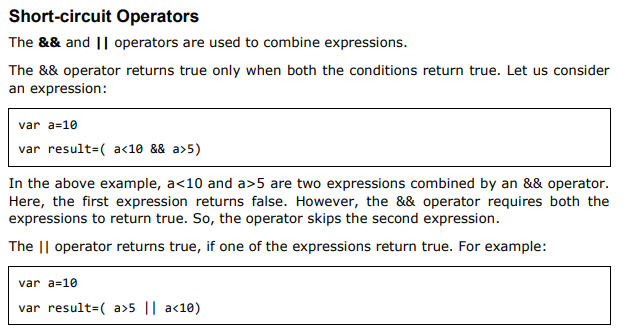 Short-circuit Operators
The && and || operators are used to combine expressions.
The && operator returns true only when both the conditions return true. Let us consider
an expression:
var a=10
var result=( a<10 && a>5)
In the above example, a<10 and a>5 are two expressions combined by an && operator.
Here, the first expression returns false. However, the && operator requires both the
expressions to return true. So, the operator skips the second expression.
The || operator returns true, if one of the expressions return true. For example:
var a=10
var result=( a>5 || a<10)